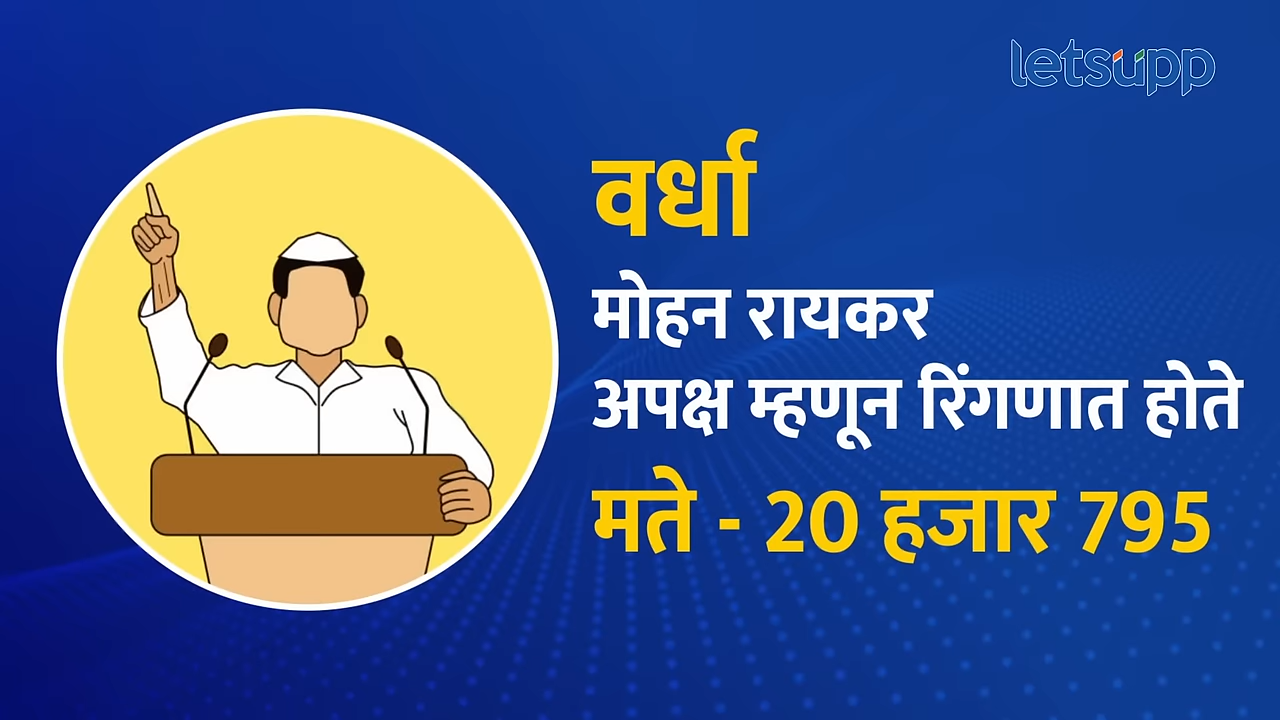 letsupp
वर्धा
मोहन रायकर
अपक्ष म्हणून रिंगणात होते
मते - 20 हजार 795